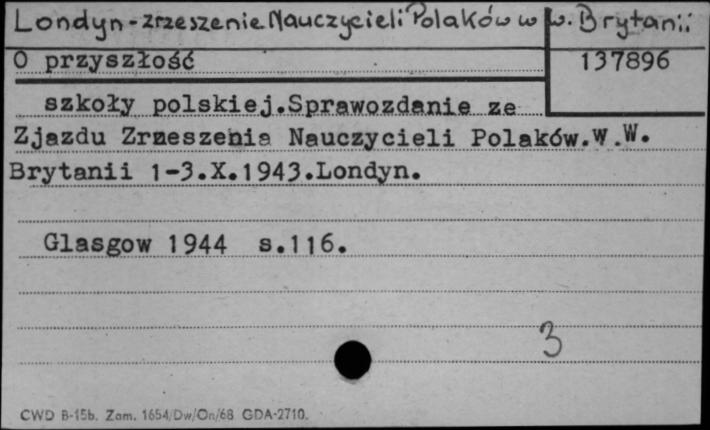 Londyn-zrzeszenie Nauczycieli Polaków w W. Brytanii
O przyszłość 137896
szkoły polskiej.Sprawozdanie ze
Zjazdu Zrzeszenia Nauczycieli Polaków.W.W.
Brytanii 1-3.X.1943.Londyn.
Glasgow 1944 s.116.
3
CWD B-15b. Zam. 1654/Dw/On/68 GDA-2710.